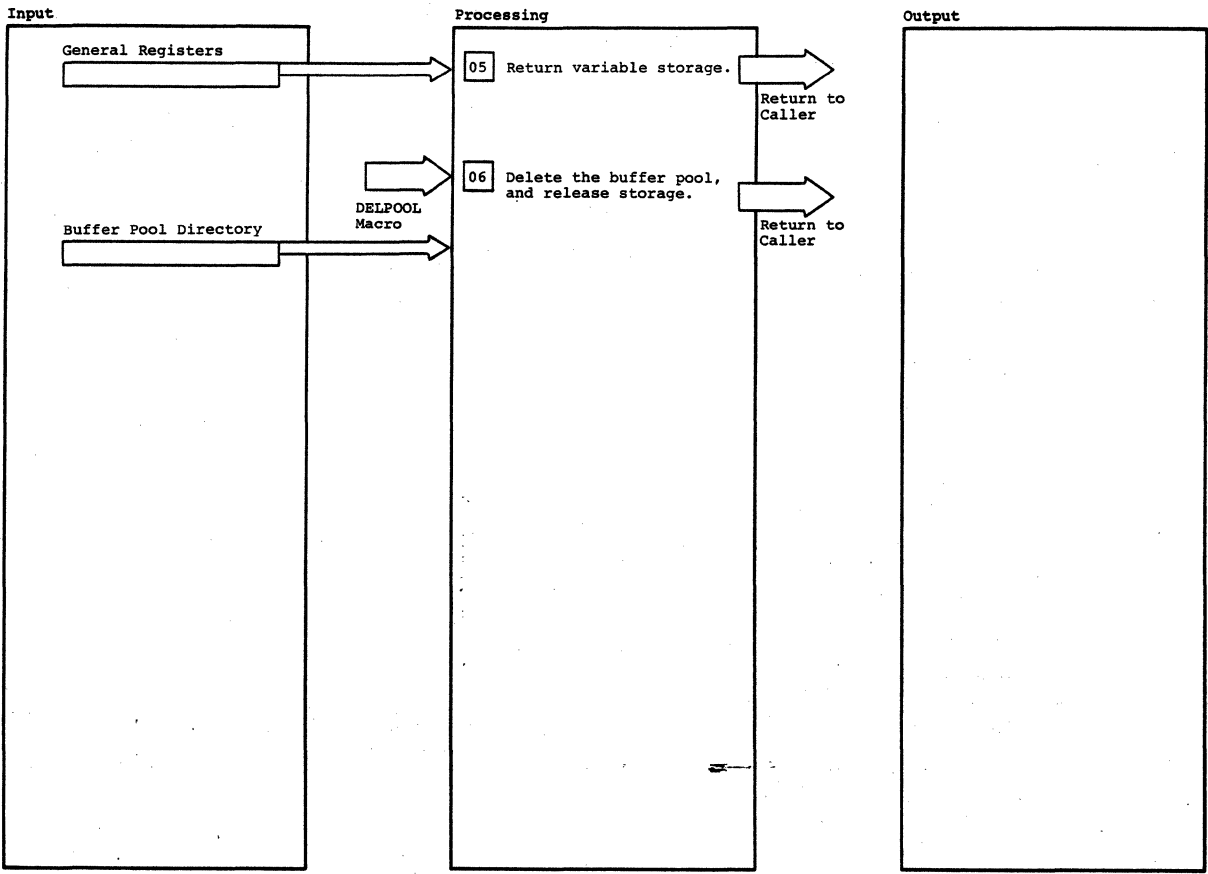 Input
Processing
Output
General Registers
05 Return variable storage.
Return to
Caller
06 Delete the buffer pool,
and release storage.
DELPOOL
Macro
Buffer Pool Directory
Return to
Caller